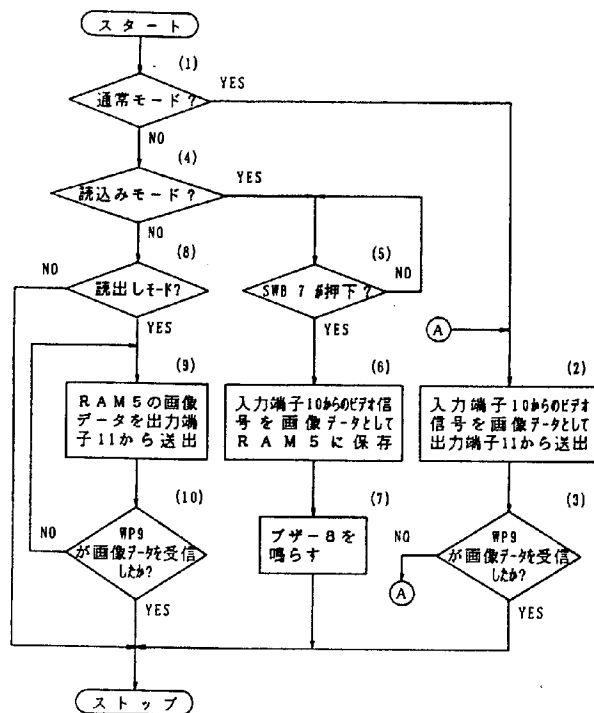 スタート
(1)
通常モード?
YES
NO
(4)
読込みモード?
YES
NO
(8)
NO
読出しモード?
YES
(5)
SWB 7 が押下?
NO
YES
A
(9)
RAM5の画像
データを出力端
子11から送出
(6)
入力端子10からのビデオ信
号を画像データとして
RAM5に保存
(2)
入力端子10からのビデオ
信号を画像データとして
出力端子11から送出
(10)
NO
WP9
が画像データを受信
したか?
YES
(7)
ブザー8を
鳴らす
(3)
NO
WP9
が画像データを受信
したか?
A
YES
ストップ